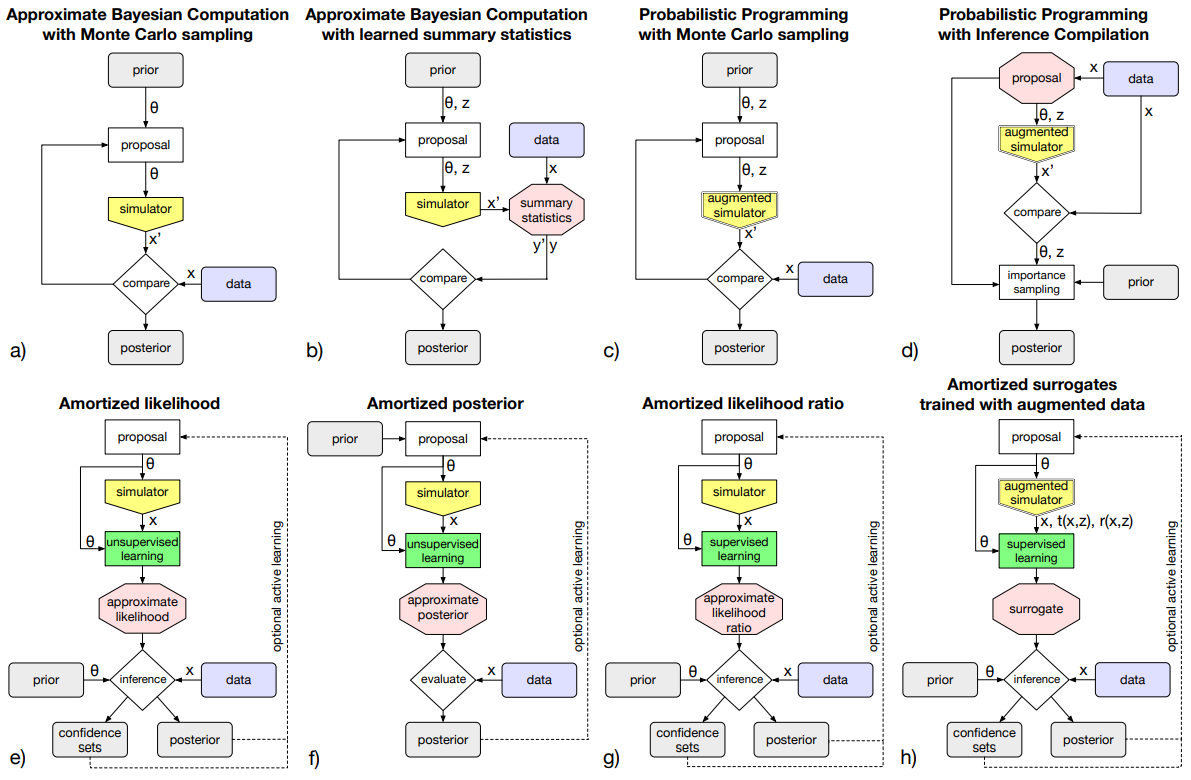 Approximate Bayesian Computation
with Monte Carlo sampling
prior
θ
proposal
θ
simulator
x’
compare
x
data
posterior
a)
Approximate Bayesian Computation
with learned summary statistics
prior
θ, z
proposal
data
θ, z
x
simulator
x’
summary
statistics
y’
y
compare
posterior
b)
Probabilistic Programming
with Monte Carlo sampling
prior
θ, z
proposal
θ, z
augmented
simulator
x’
compare
x
data
posterior
c)
Probabilistic Programming
with Inference Compilation
proposal
x
data
θ, z
x
augmented
simulator
x’
compare
θ, z
importance
sampling
prior
posterior
d)
Amortized likelihood
proposal
θ
simulator
x
θ
unsupervised
learning
approximate
likelihood
optional active learning
prior
θ
inference
x
data
confidence
sets
posterior
e)
Amortized posterior
prior
proposal
θ
simulator
x
θ
unsupervised
learning
approximate
posterior
optional active learning
evaluate
x
data
posterior
f)
Amortized likelihood ratio
proposal
θ
simulator
x
θ
supervised
learning
approximate
likelihood
ratio
optional active learning
prior
θ
inference
x
data
confidence
sets
posterior
g)
Amortized surrogates
trained with augmented data
proposal
θ
augmented
simulator
x, t(x,z), r(x,z)
θ
supervised
learning
surrogate
optional active learning
prior
θ
inference
x
data
confidence
sets
posterior
h)